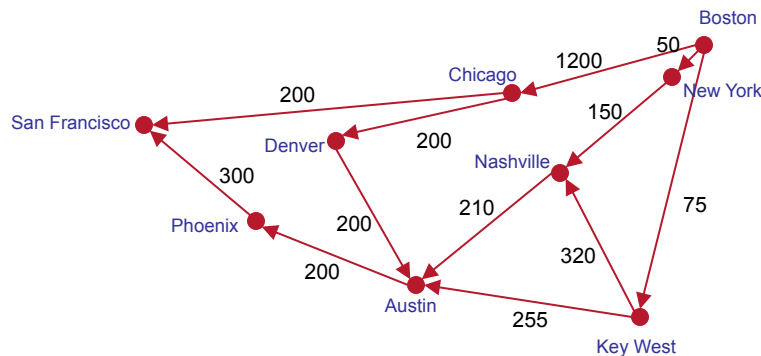 Boston
50
1200
Chicago
New York
200
San Francisco
150
Denver
200
Nashville
300
75
210
Phoenix
200
320
200
Austin
255
Key West